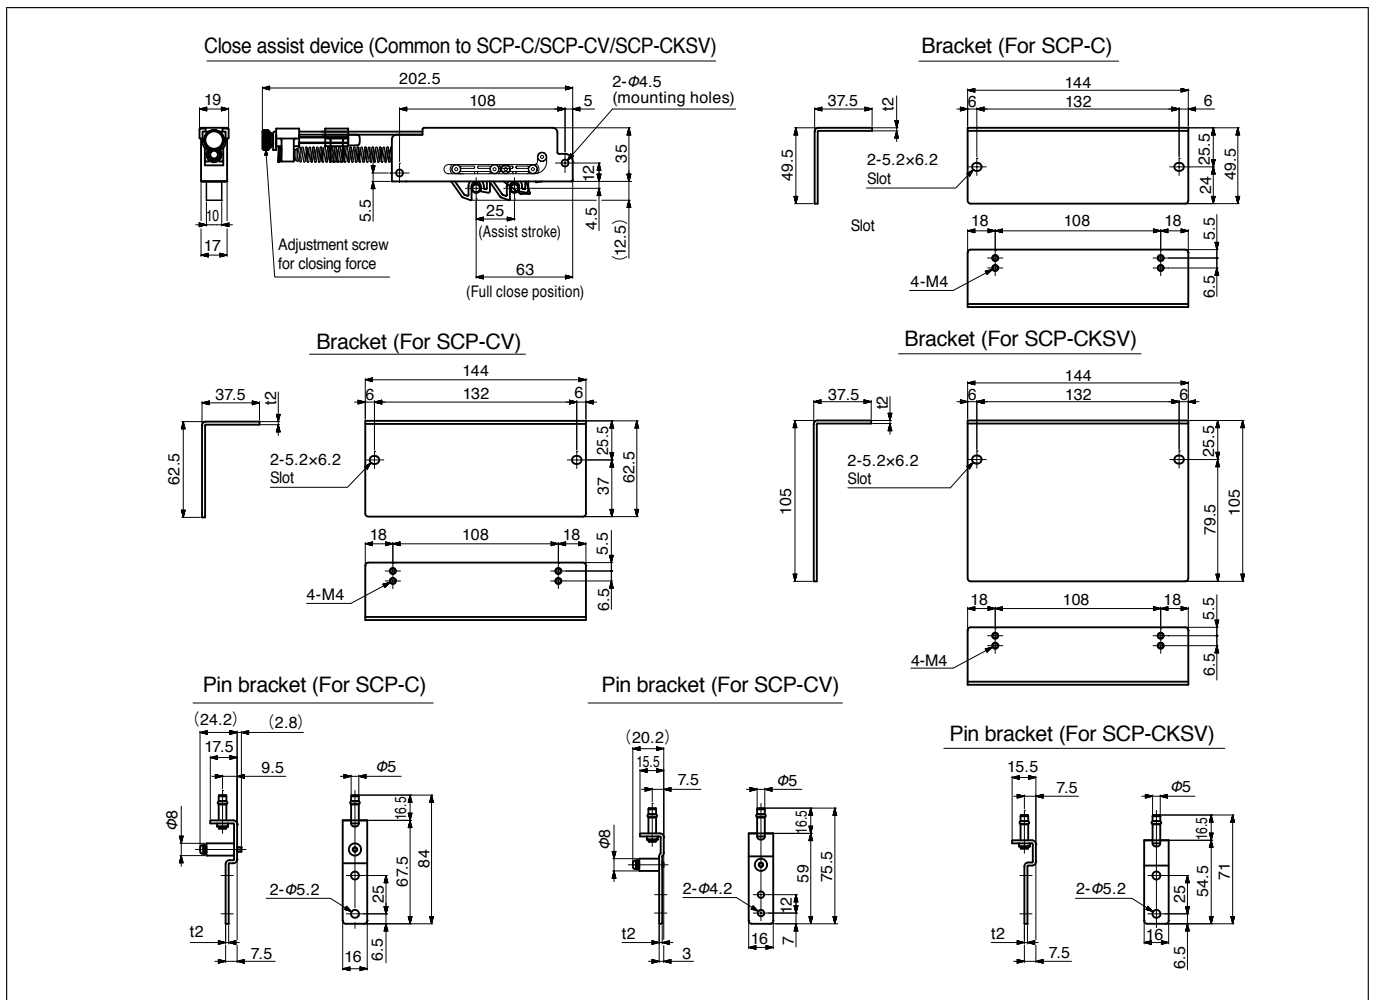 Close assist device (Common to SCP-C/SCP-CV/SCP-CKSV)
202.5
19
108
5
2-Φ4.5
(mounting holes)
35
12
5.5
25
4.5
(12.5)
(Assist stroke)
10
17
Adjustment screw
for closing force
63
(Full close position)
Bracket (For SCP-C)
144
37.5
t2
6
132
6
49.5
2-5.2×6.2
Slot
25.5
24
49.5
Slot
18
108
18
5.5
4-M4
6.5
Bracket (For SCP-CV)
144
37.5
t2
6
132
6
62.5
2-5.2×6.2
Slot
25.5
37
62.5
18
108
18
5.5
4-M4
6.5
Bracket (For SCP-CKSV)
144
37.5
t2
6
132
6
105
2-5.2×6.2
Slot
25.5
79.5
105
18
108
18
5.5
4-M4
6.5
Pin bracket (For SCP-C)
(24.2)
(2.8)
17.5
9.5
Φ5
Φ8
16.5
67.5
84
2-Φ5.2
25
t2
7.5
16
6.5
Pin bracket (For SCP-CV)
(20.2)
15.5
7.5
Φ5
Φ8
16.5
59
75.5
2-Φ4.2
12
t2
3
16
7
Pin bracket (For SCP-CKSV)
15.5
7.5
Φ5
16.5
54.5
71
2-Φ5.2
25
t2
7.5
16
6.5